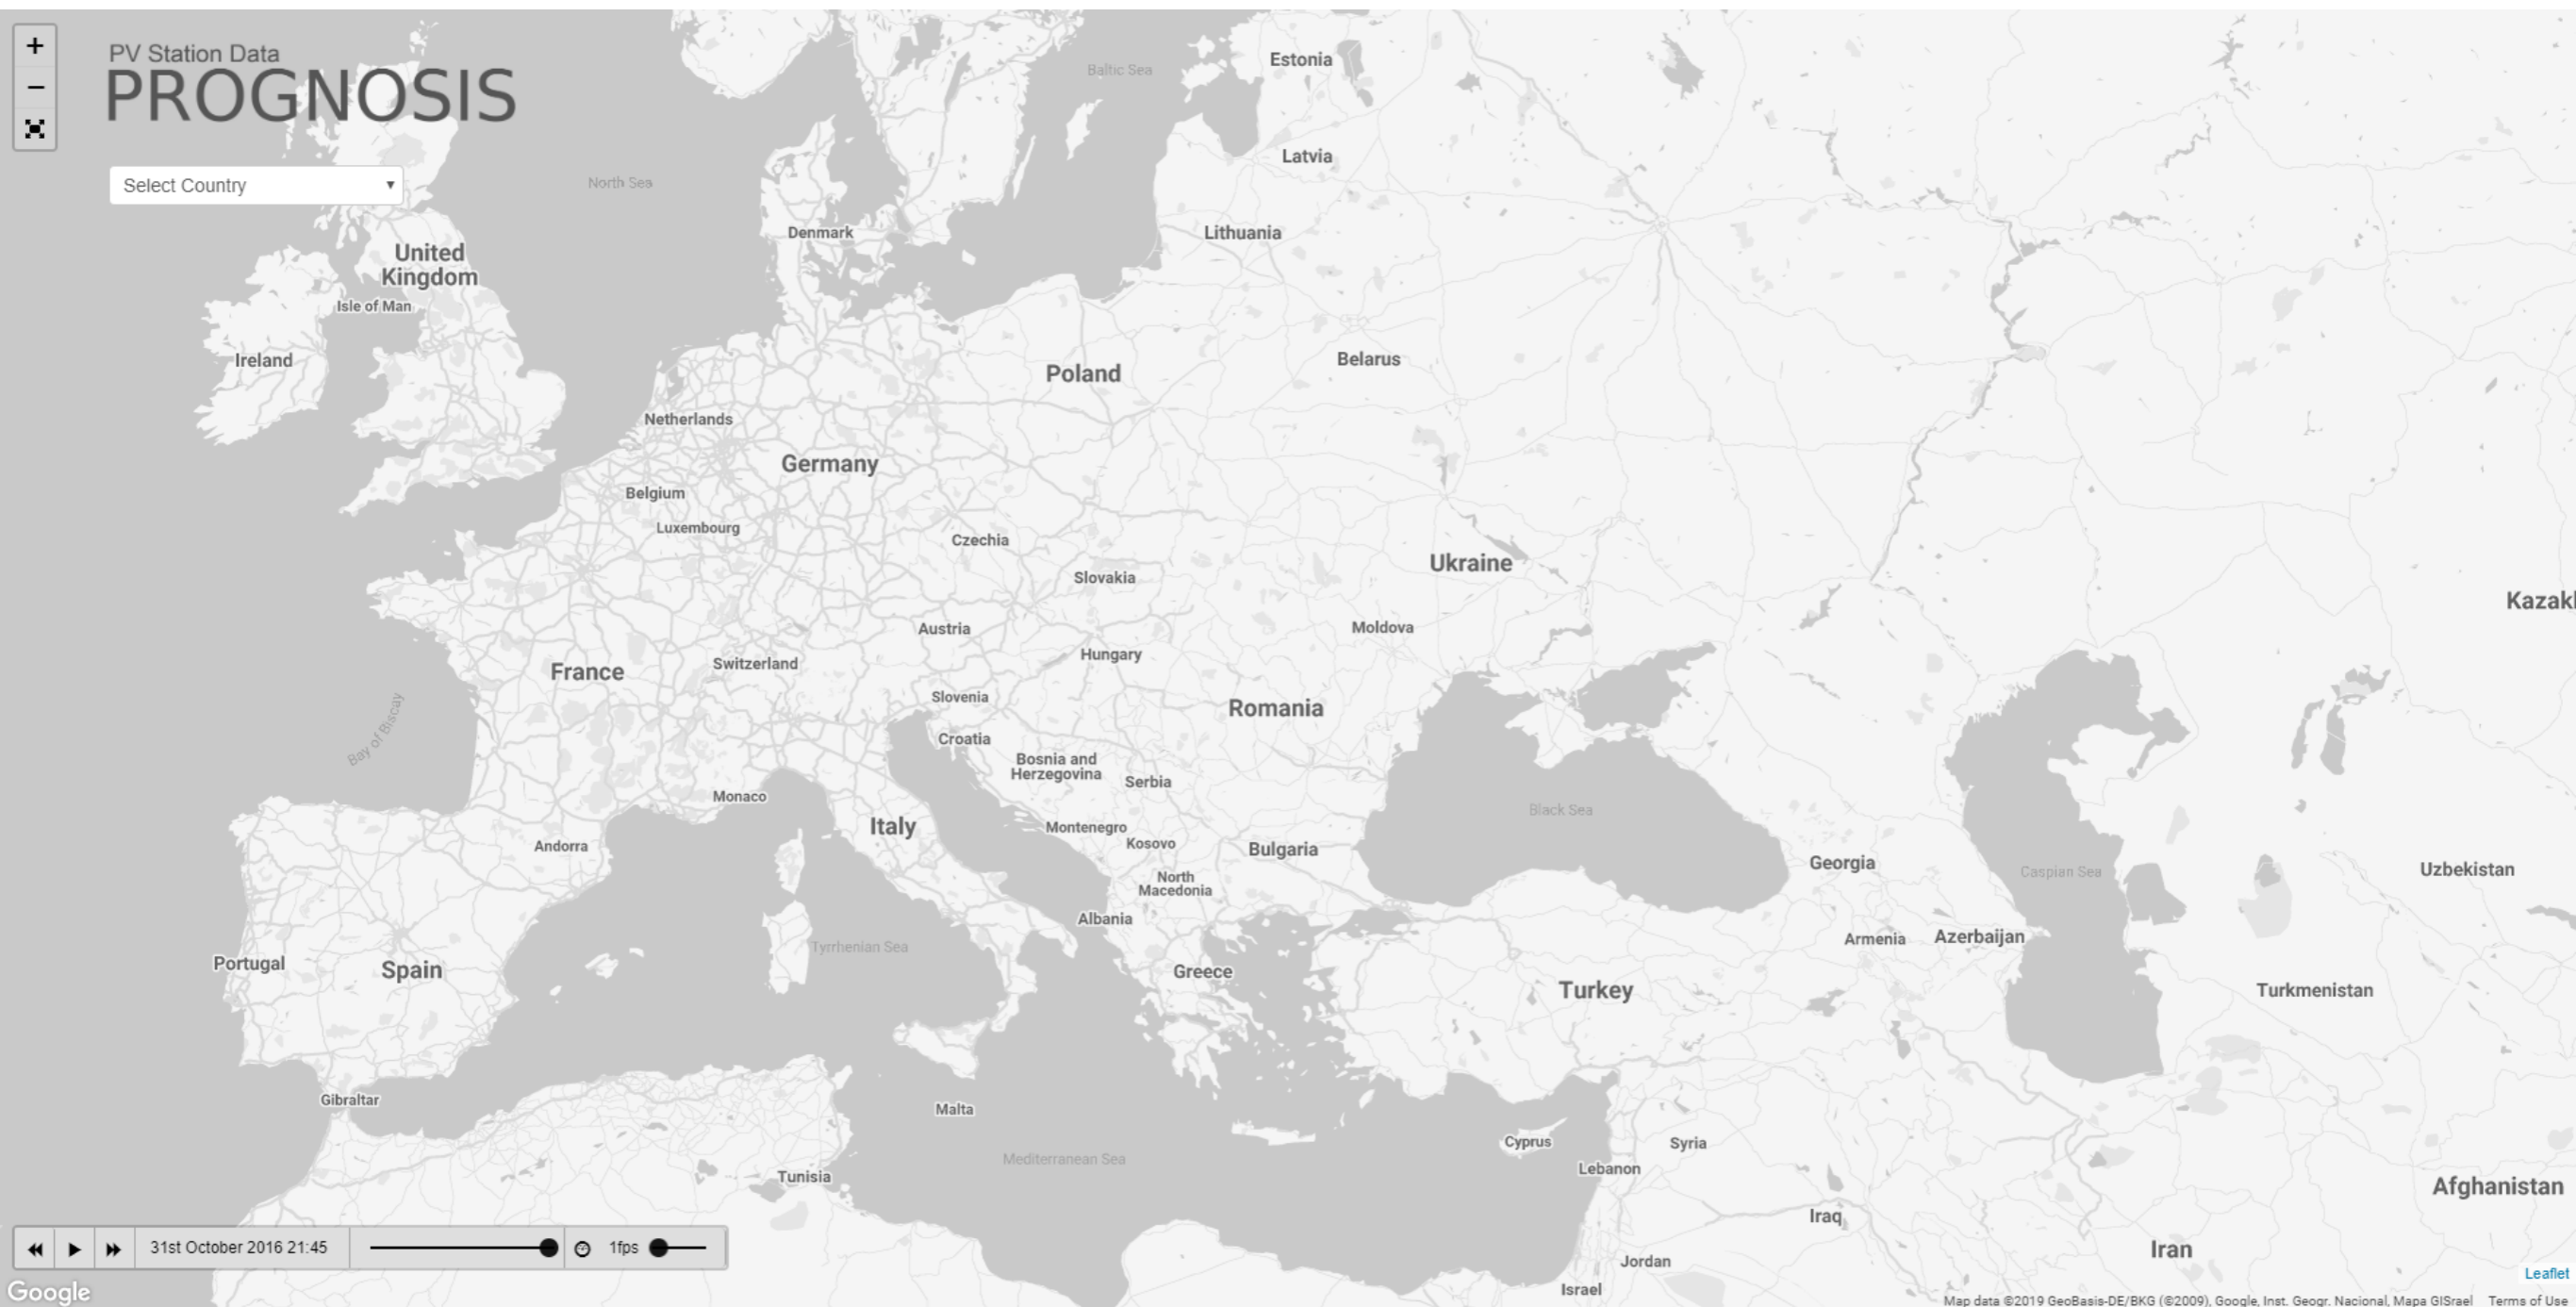 +
−
PV Station Data
PROGNOSIS
Select Country
Estonia
Baltic Sea
Latvia
North Sea
Denmark
Lithuania
United
Kingdom
Isle of Man
Ireland
Belarus
Poland
Netherlands
Germany
Belgium
Luxembourg
Czechia
Ukraine
Slovakia
Kazakl
Austria
Moldova
Hungary
Switzerland
France
Slovenia
Romania
Bay of Biscay
Croatia
Bosnia and
Herzegovina
Serbia
Monaco
Black Sea
Italy
Montenegro
Kosovo
Andorra
Bulgaria
Georgia
Caspian Sea
Uzbekistan
North
Macedonia
Albania
Armenia
Azerbaijan
Tyrrhenian Sea
Portugal
Spain
Greece
Turkey
Turkmenistan
Gibraltar
Malta
Cyprus
Syria
Mediterranean Sea
Lebanon
Tunisia
Afghanistan
Iraq
31st October 2016 21:45
1fps
Iran
Jordan
Israel
Leaflet
Google
Map data ©2019 GeoBasis-DE/BKG (©2009), Google, Inst. Geogr. Nacional, Mapa GISrael Terms of Use